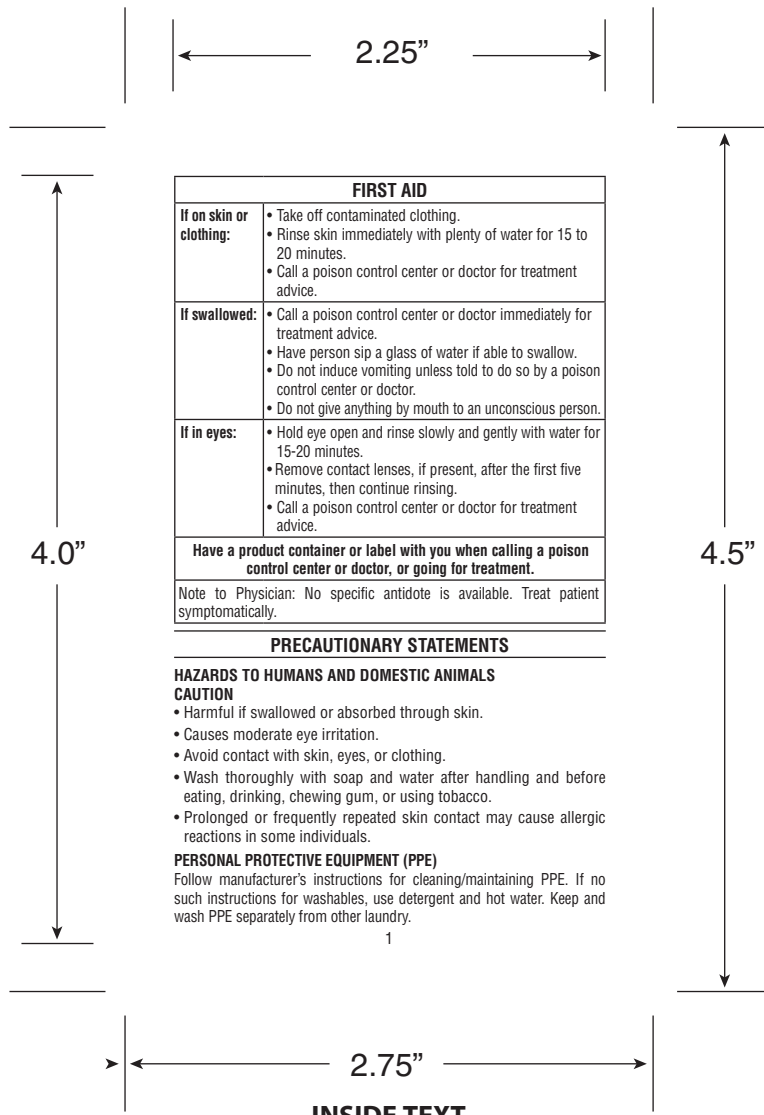 2.25”
FIRST AID
If on skin or clothing:
• Take off contaminated clothing.
• Rinse skin immediately with plenty of water for 15 to
20 minutes.
• Call a poison control center or doctor for treatment
advice.
If swallowed:
• Call a poison control center or doctor immediately for
treatment advice.
• Have person sip a glass of water if able to swallow.
• Do not induce vomiting unless told to do so by a poison
control center or doctor.
• Do not give anything by mouth to an unconscious person.
If in eyes:
• Hold eye open and rinse slowly and gently with water for
15-20 minutes.
• Remove contact lenses, if present, after the first five
minutes, then continue rinsing.
• Call a poison control center or doctor for treatment
advice.
Have a product container or label with you when calling a poison
control center or doctor, or going for treatment.
Note to Physician: No specific antidote is available. Treat patient
symptomatically.
4.0”
4.5”
PRECAUTIONARY STATEMENTS
HAZARDS TO HUMANS AND DOMESTIC ANIMALS
CAUTION
• Harmful if swallowed or absorbed through skin.
• Causes moderate eye irritation.
• Avoid contact with skin, eyes, or clothing.
• Wash thoroughly with soap and water after handling and before
eating, drinking, chewing gum, or using tobacco.
• Prolonged or frequently repeated skin contact may cause allergic
reactions in some individuals.
PERSONAL PROTECTIVE EQUIPMENT (PPE)
Follow manufacturer’s instructions for cleaning/maintaining PPE. If no
such instructions for washables, use detergent and hot water. Keep and
wash PPE separately from other laundry.
1
2.75”
INSIDE TEXT